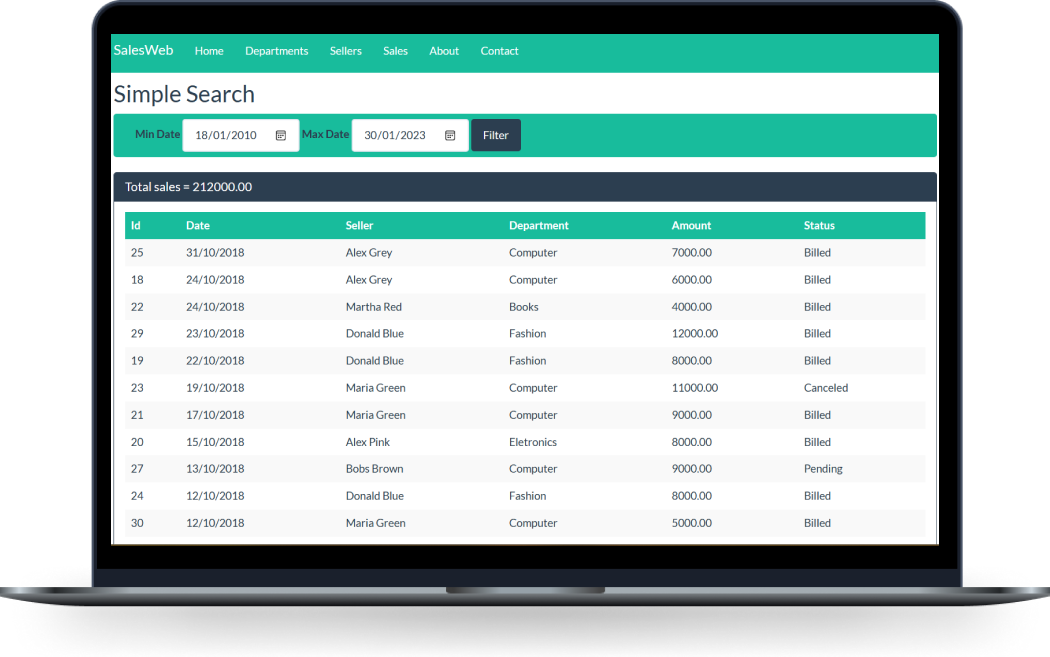 SalesWeb Home Departments Sellers Sales About Contact
Simple Search
Min Date 18/01/2010 Max Date 30/01/2023 Filter
Total sales = 212000.00
Id Date Seller Department Amount Status
25 31/10/2018 Alex Grey Computer 7000.00 Billed
18 24/10/2018 Alex Grey Computer 6000.00 Billed
22 24/10/2018 Martha Red Books 4000.00 Billed
29 23/10/2018 Donald Blue Fashion 12000.00 Billed
19 22/10/2018 Donald Blue Fashion 8000.00 Billed
23 19/10/2018 Maria Green Computer 11000.00 Canceled
21 17/10/2018 Maria Green Computer 9000.00 Billed
20 15/10/2018 Alex Pink Eletronics 8000.00 Billed
27 13/10/2018 Bobs Brown Computer 9000.00 Pending
24 12/10/2018 Donald Blue Fashion 8000.00 Billed
30 12/10/2018 Maria Green Computer 5000.00 Billed